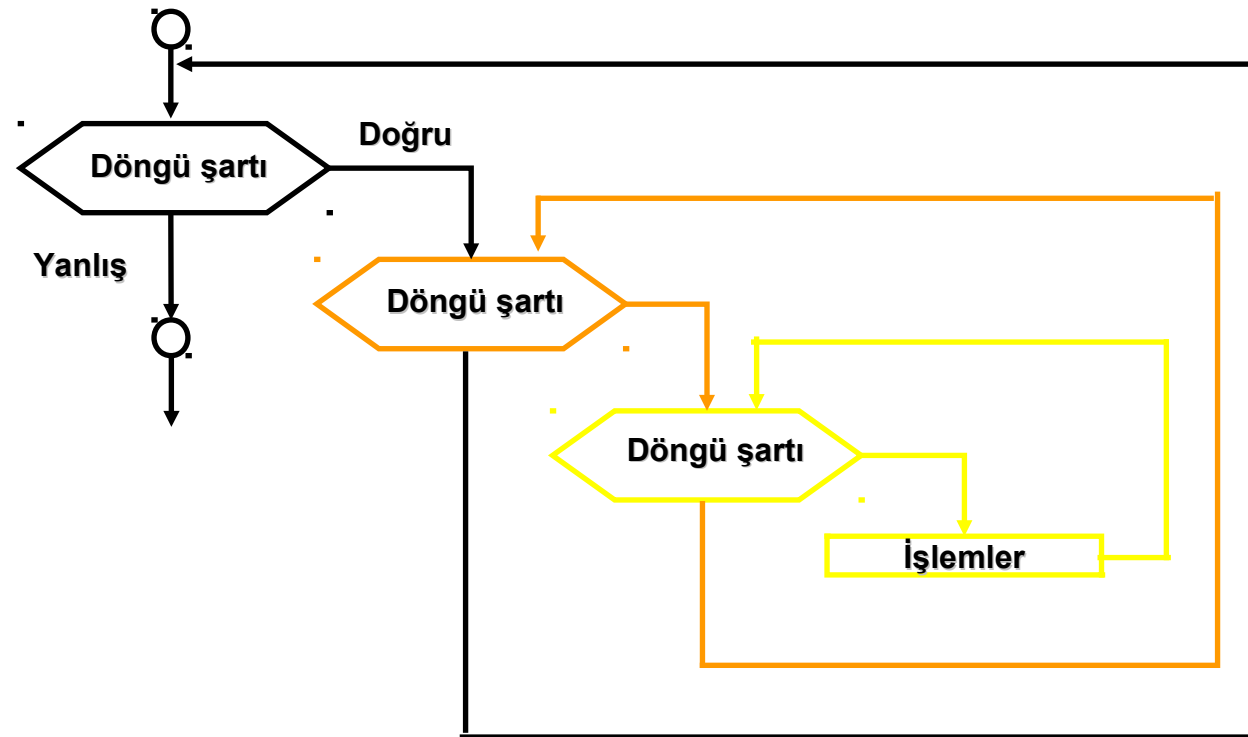 Doğru
Döngü şartı
Yanlış
Döngü şartı
Döngü şartı
İşlemler